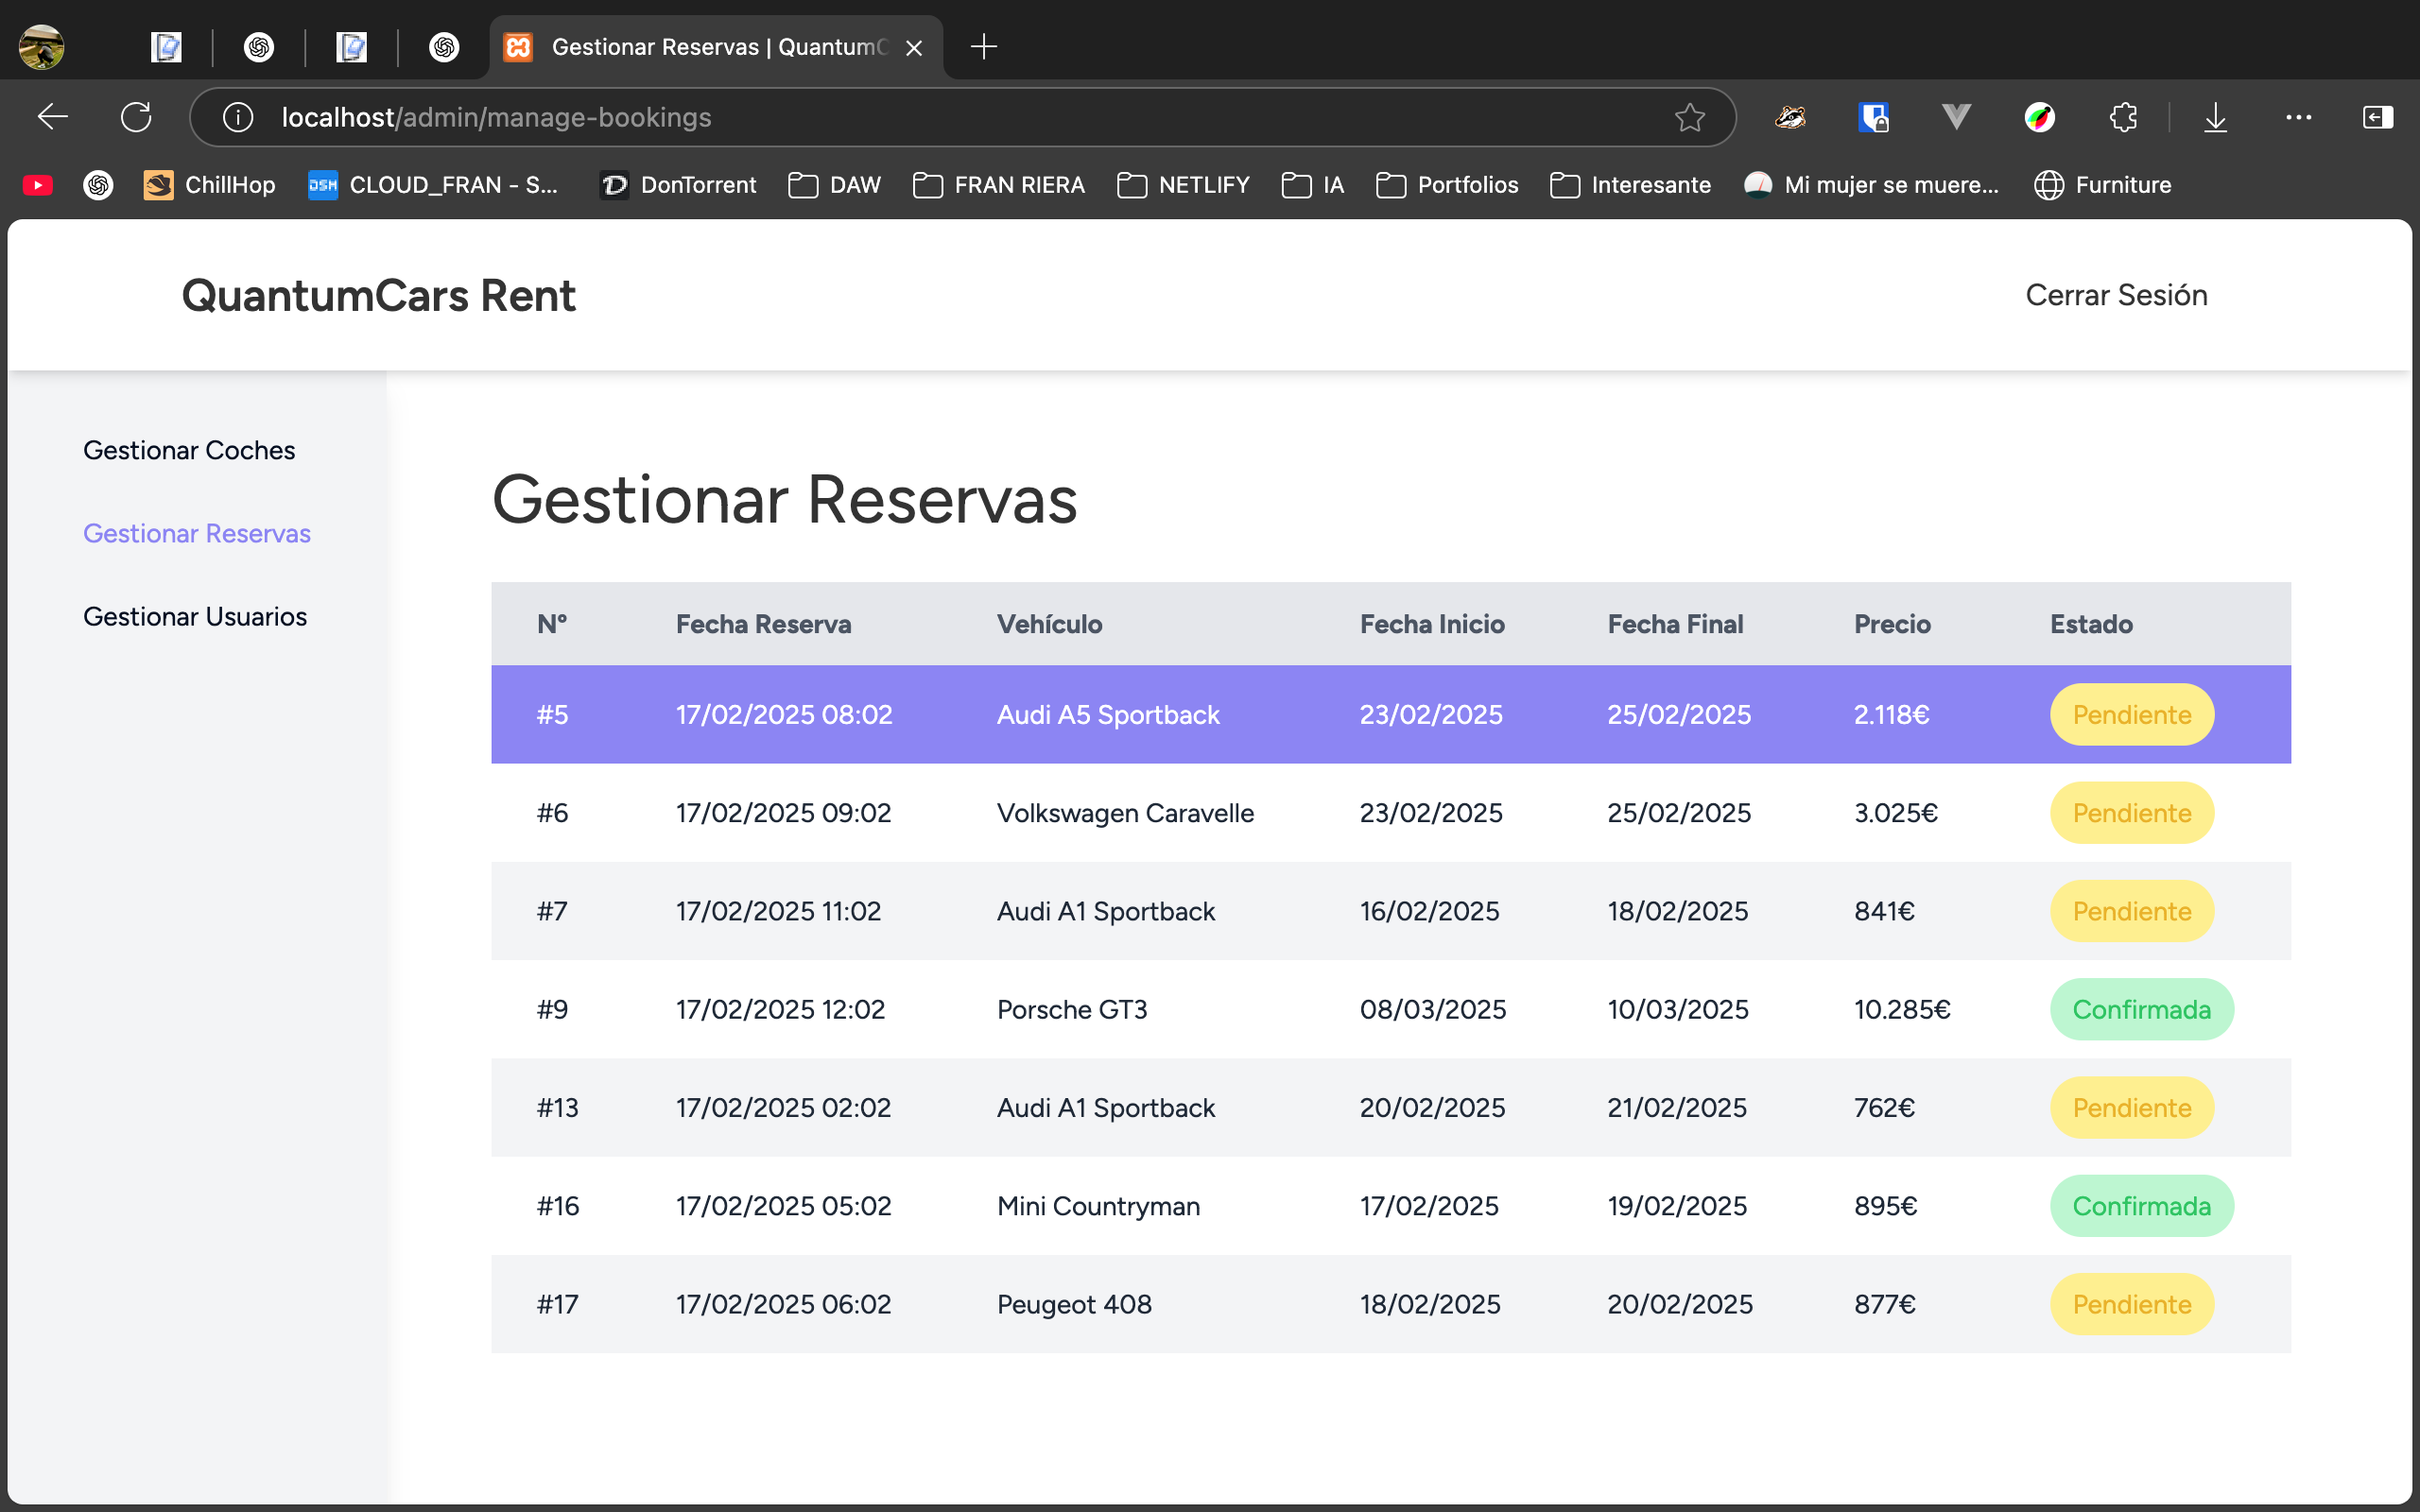 Gestionar Reservas | QuantumC
localhost/admin/manage-bookings
ChillHop DSM CLOUD_FRAN - S... DonTorrent DAW FRAN RIERA NETLIFY IA Portfolios Interesante Mi mujer se muere... Furniture
QuantumCars Rent Cerrar Sesión
Gestionar Coches
Gestionar Reservas
Gestionar Usuarios
Gestionar Reservas
Nº Fecha Reserva Vehículo Fecha Inicio Fecha Final Precio Estado
#5 17/02/2025 08:02 Audi A5 Sportback 23/02/2025 25/02/2025 2.118€ Pendiente
#6 17/02/2025 09:02 Volkswagen Caravelle 23/02/2025 25/02/2025 3.025€ Pendiente
#7 17/02/2025 11:02 Audi A1 Sportback 16/02/2025 18/02/2025 841€ Pendiente
#9 17/02/2025 12:02 Porsche GT3 08/03/2025 10/03/2025 10.285€ Confirmada
#13 17/02/2025 02:02 Audi A1 Sportback 20/02/2025 21/02/2025 762€ Pendiente
#16 17/02/2025 05:02 Mini Countryman 17/02/2025 19/02/2025 895€ Confirmada
#17 17/02/2025 06:02 Peugeot 408 18/02/2025 20/02/2025 877€ Pendiente